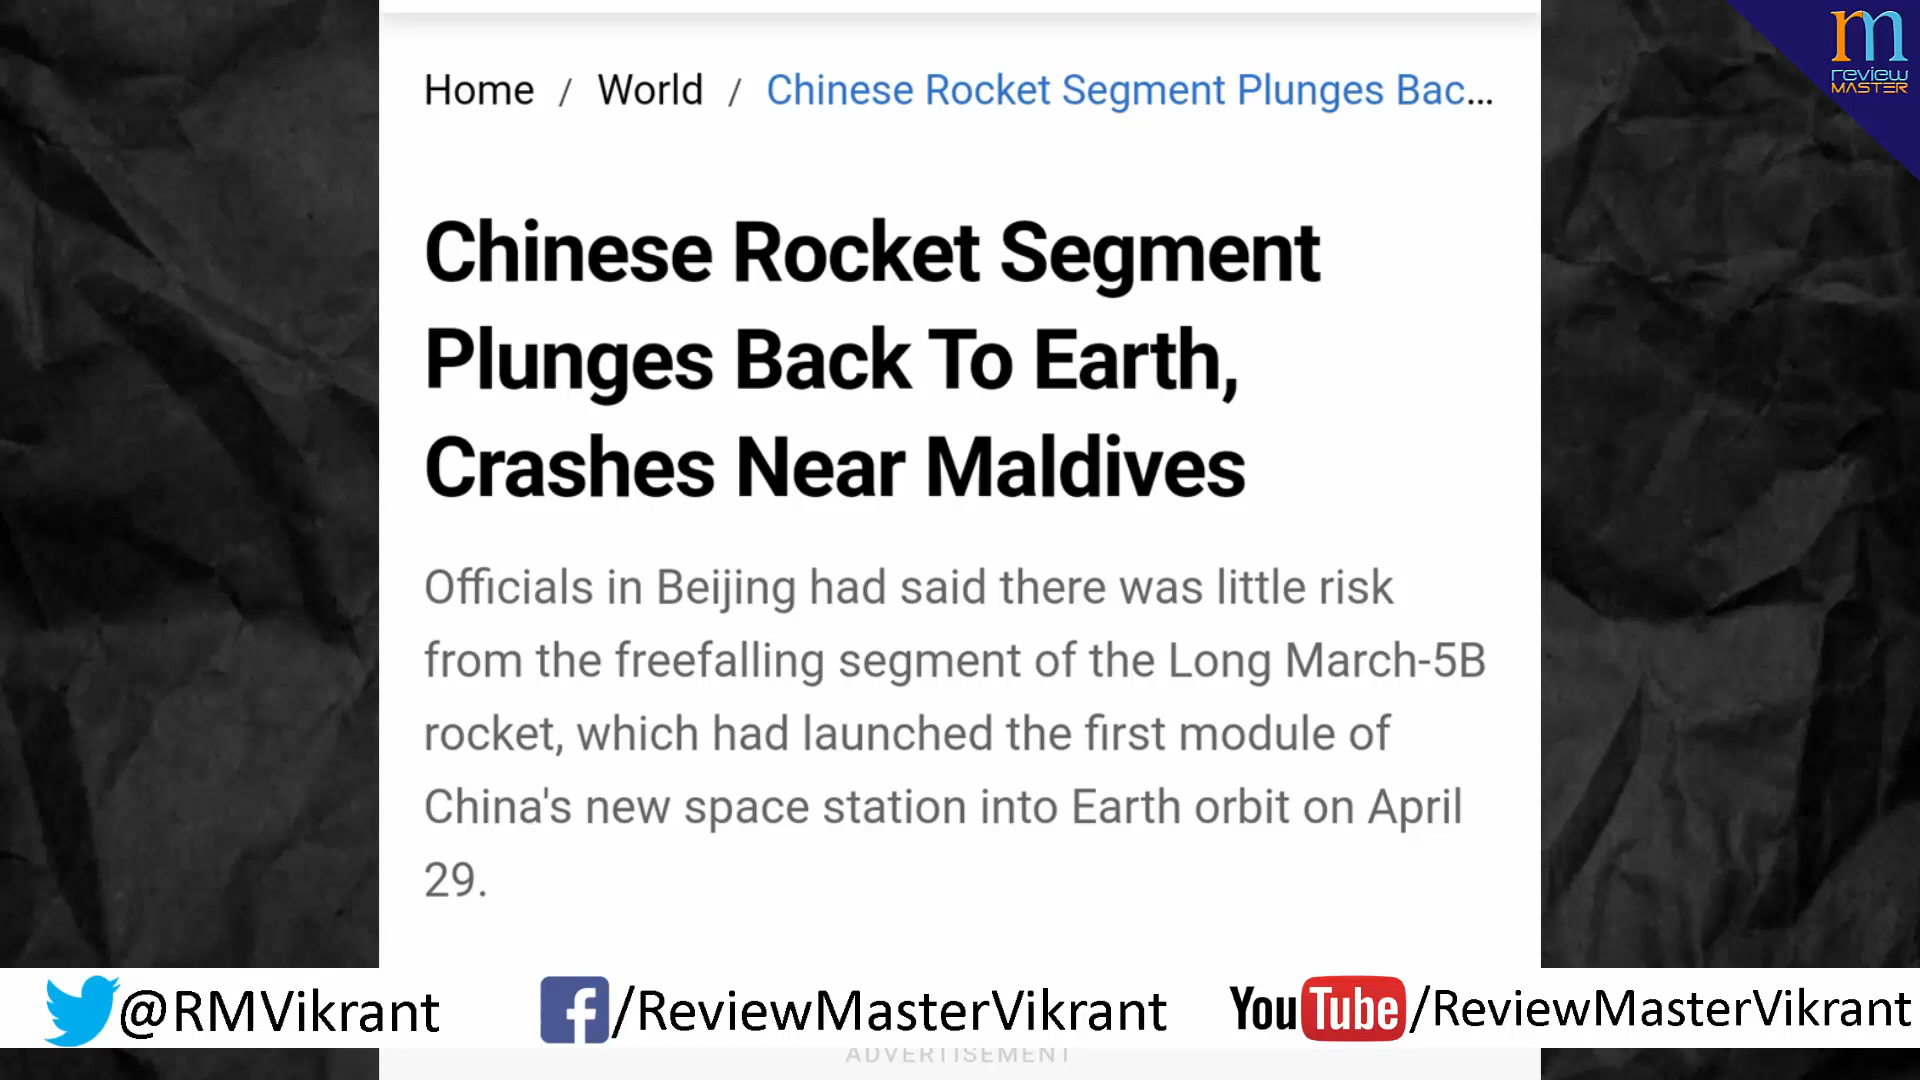 rm
review
MASTER
Home / World / Chinese Rocket Segment Plunges Bac...
Chinese Rocket Segment
Plunges Back To Earth,
Crashes Near Maldives
Officials in Beijing had said there was little risk
from the freefalling segment of the Long March-5B
rocket, which had launched the first module of
China's new space station into Earth orbit on April
29.
@RMVikrant /ReviewMasterVikrant YouTube/ReviewMasterVikrant
ADVERTISEMENT